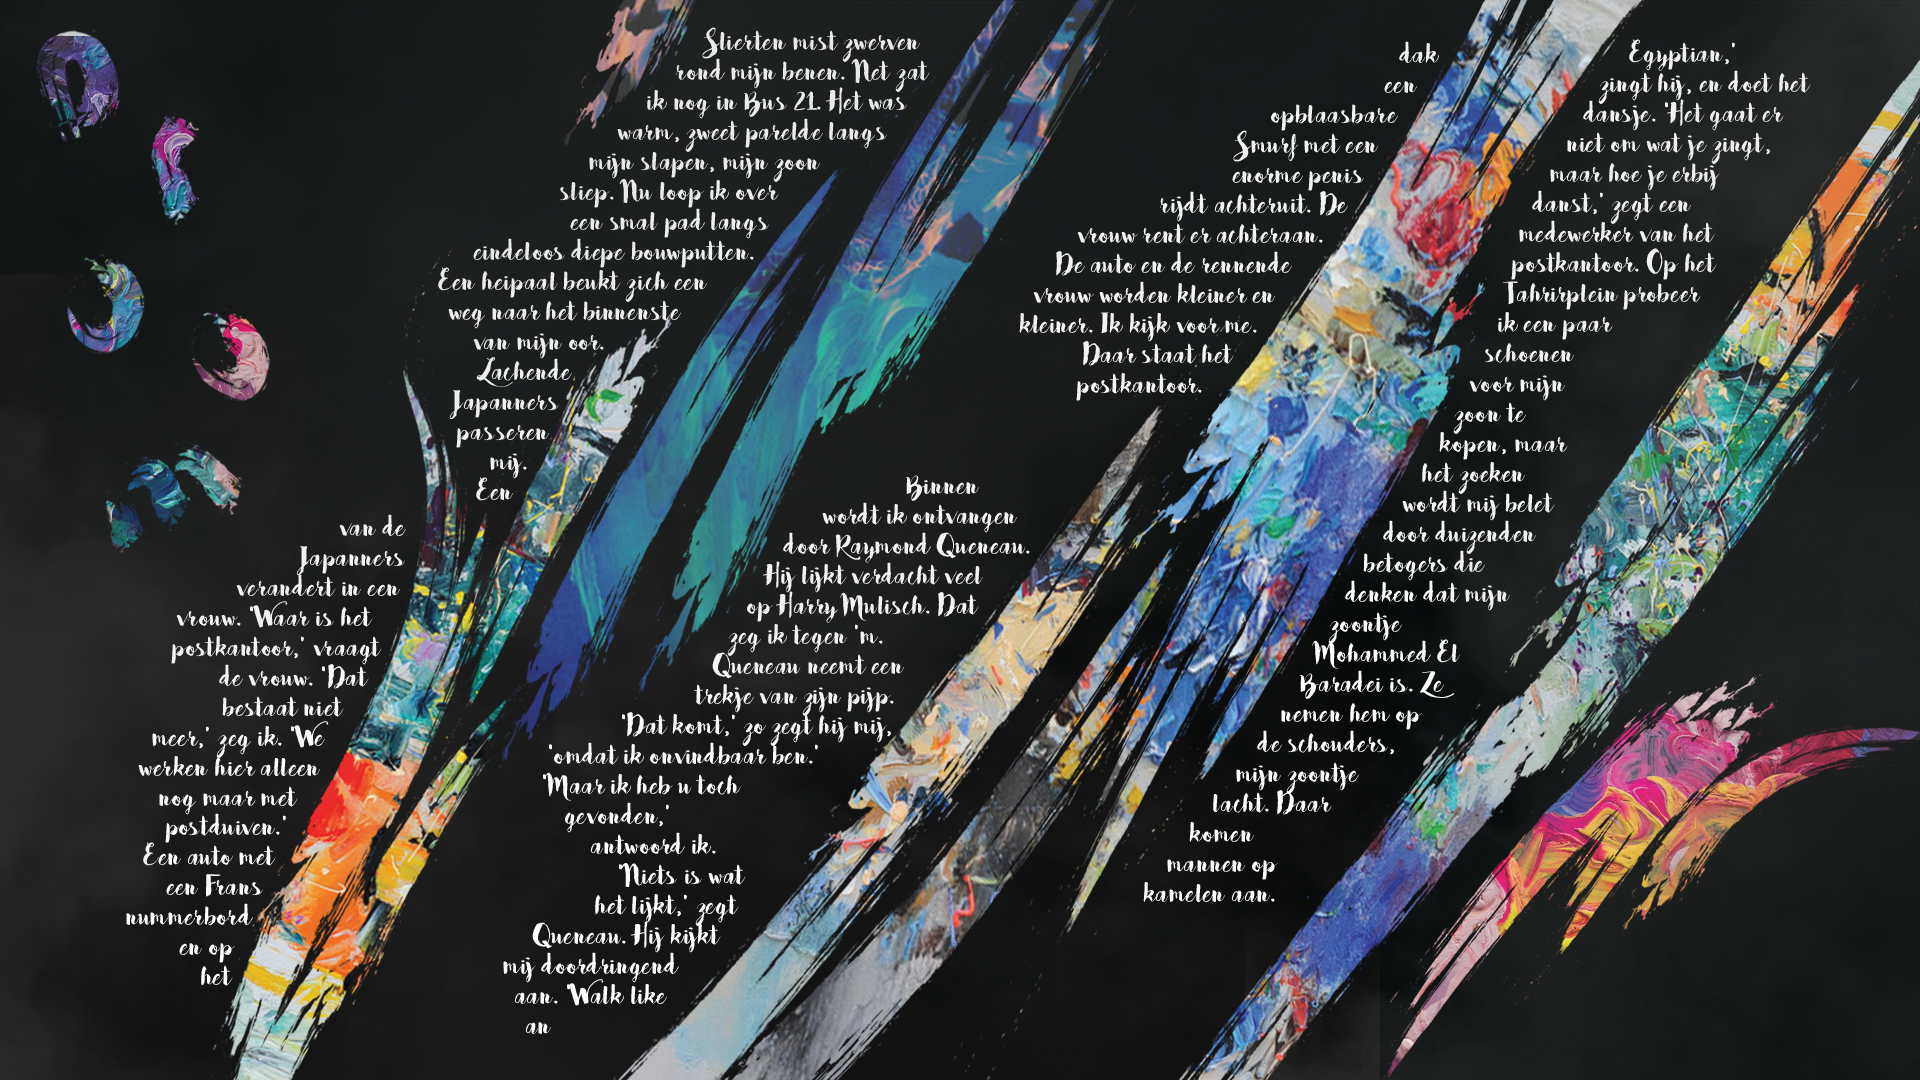 Slierten mist zwerven
rond mijn benen. Net zat
ik nog in Bus 21. Het was
warm, zweet parelde langs
mijn slapen, mijn zoon
sliep. Nu loop ik over
een smal pad langs
eindeloos diepe bouwputten.
Een heipaal beukt zich een
weg naar het binnenste
van mijn oor.
Lachende
Japanners
passeren
mij.
Een
van de
Japanners
verandert in een
vrouw. 'Waar is het
postkantoor,' vraagt
de vrouw. 'Dat
bestaat niet
meer,' zeg ik. 'We
werken hier alleen
nog maar met
postduiven.'
Een auto met
een Frans
nummerbord
en op
het
dak
een
opblaasbare
Smurf met een
enorme penis
rijdt achteruit. De
vrouw rent er achteraan.
De auto en de rennende
vrouw worden kleiner en
kleiner. Ik kijk voor me.
Daar staat het
postkantoor.
Binnen
wordt ik ontvangen
door Raymond Queneau.
Hij lijkt verdacht veel
op Harry Mulisch. Dat
zeg ik tegen 'm.
Queneau neemt een
trekje van zijn pijp.
'Dat komt,' zo zegt hij mij,
'omdat ik onvindbaar ben.'
'Maar ik heb u toch
gevonden,'
antwoord ik.
'Niets is wat
het lijkt,' zegt
Queneau. Hij kijkt
mij doordringend
aan. 'Walk like
an
Egyptian,'
zingt hij, en doet het
dansje. 'Het gaat er
niet om wat je zingt,
maar hoe je erbij
danst,' zegt een
medewerker van het
postkantoor. Op het
Tahrirplein probeer
ik een paar
schoenen
voor mijn
zoon te
kopen, maar
het zoeken
wordt mij belet
door duizenden
betogers die
denken dat mijn
zoontje
Mohammed El
Baradei is. Ze
nemen hem op
de schouders,
mijn zoontje
lacht. Daar
komen
mannen op
kamelen aan.